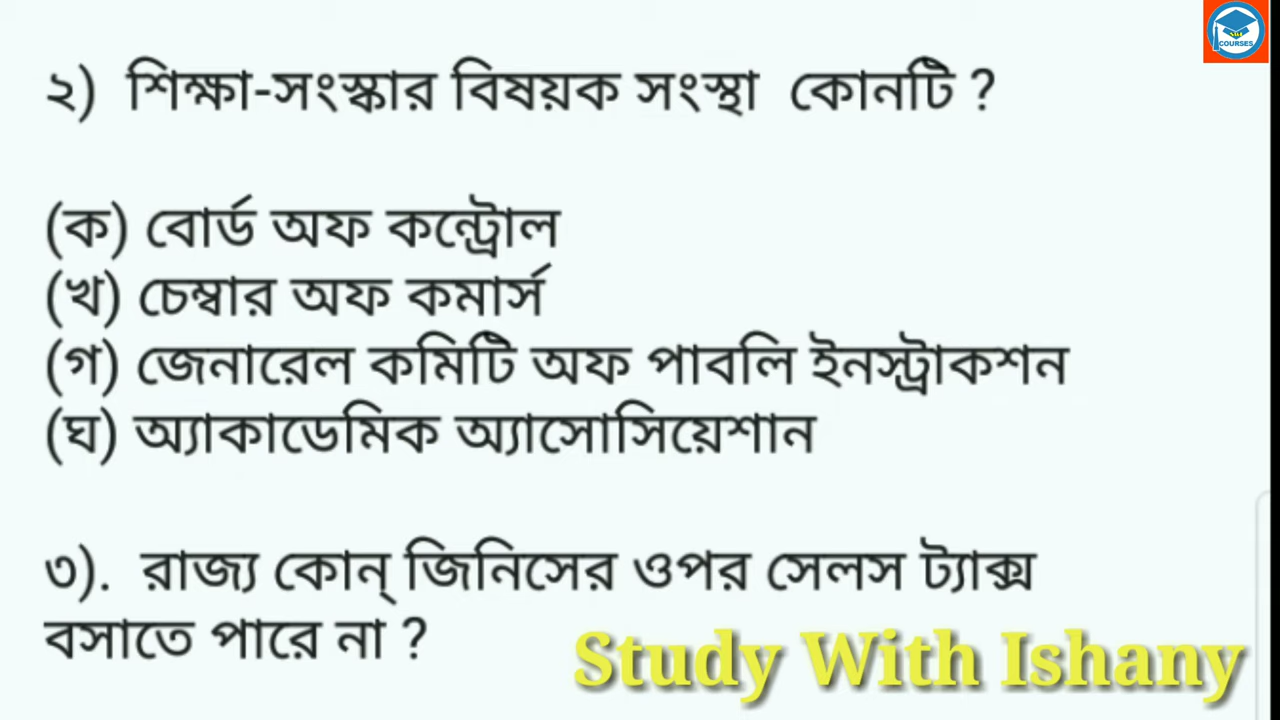 COURSES
২) শিক্ষা-সংস্কার বিষয়ক সংস্থা কোনটি ?
(ক) বোর্ড অফ কন্ট্রোল
(খ) চেম্বার অফ কমার্স
(গ) জেনারেল কমিটি অফ পাবলি ইনস্ট্রাকশন
(ঘ) অ্যাকাডেমিক অ্যাসোসিয়েশান
৩). রাজ্য কোন্ জিনিসের ওপর সেলস ট্যাক্স
বসাতে পারে না ?
Study With Ishany